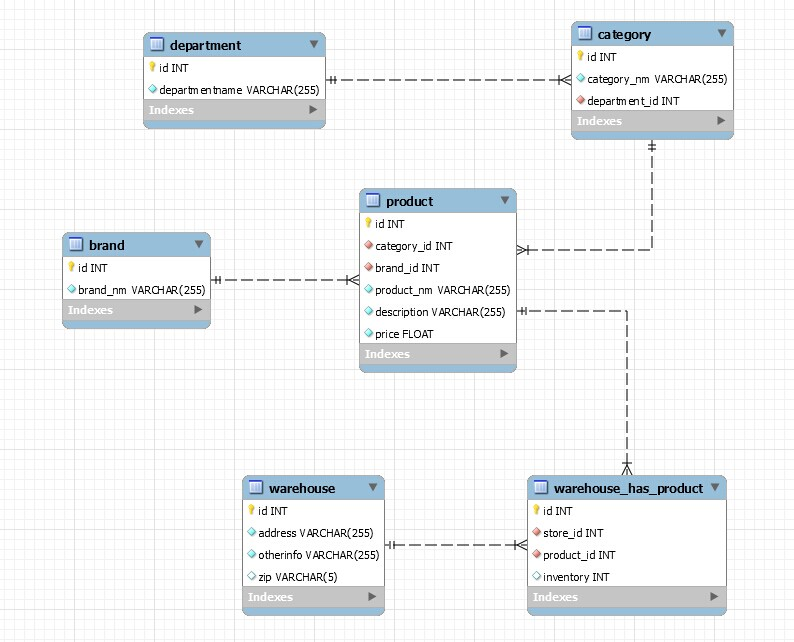 department
id INT
departmentname VARCHAR(255)
Indexes
category
id INT
category_nm VARCHAR(255)
department_id INT
Indexes
brand
id INT
brand_nm VARCHAR(255)
Indexes
product
id INT
category_id INT
brand_id INT
product_nm VARCHAR(255)
description VARCHAR(255)
price FLOAT
Indexes
warehouse
id INT
address VARCHAR(255)
otherinfo VARCHAR(255)
zip VARCHAR(5)
Indexes
warehouse_has_product
id INT
store_id INT
product_id INT
inventory INT
Indexes